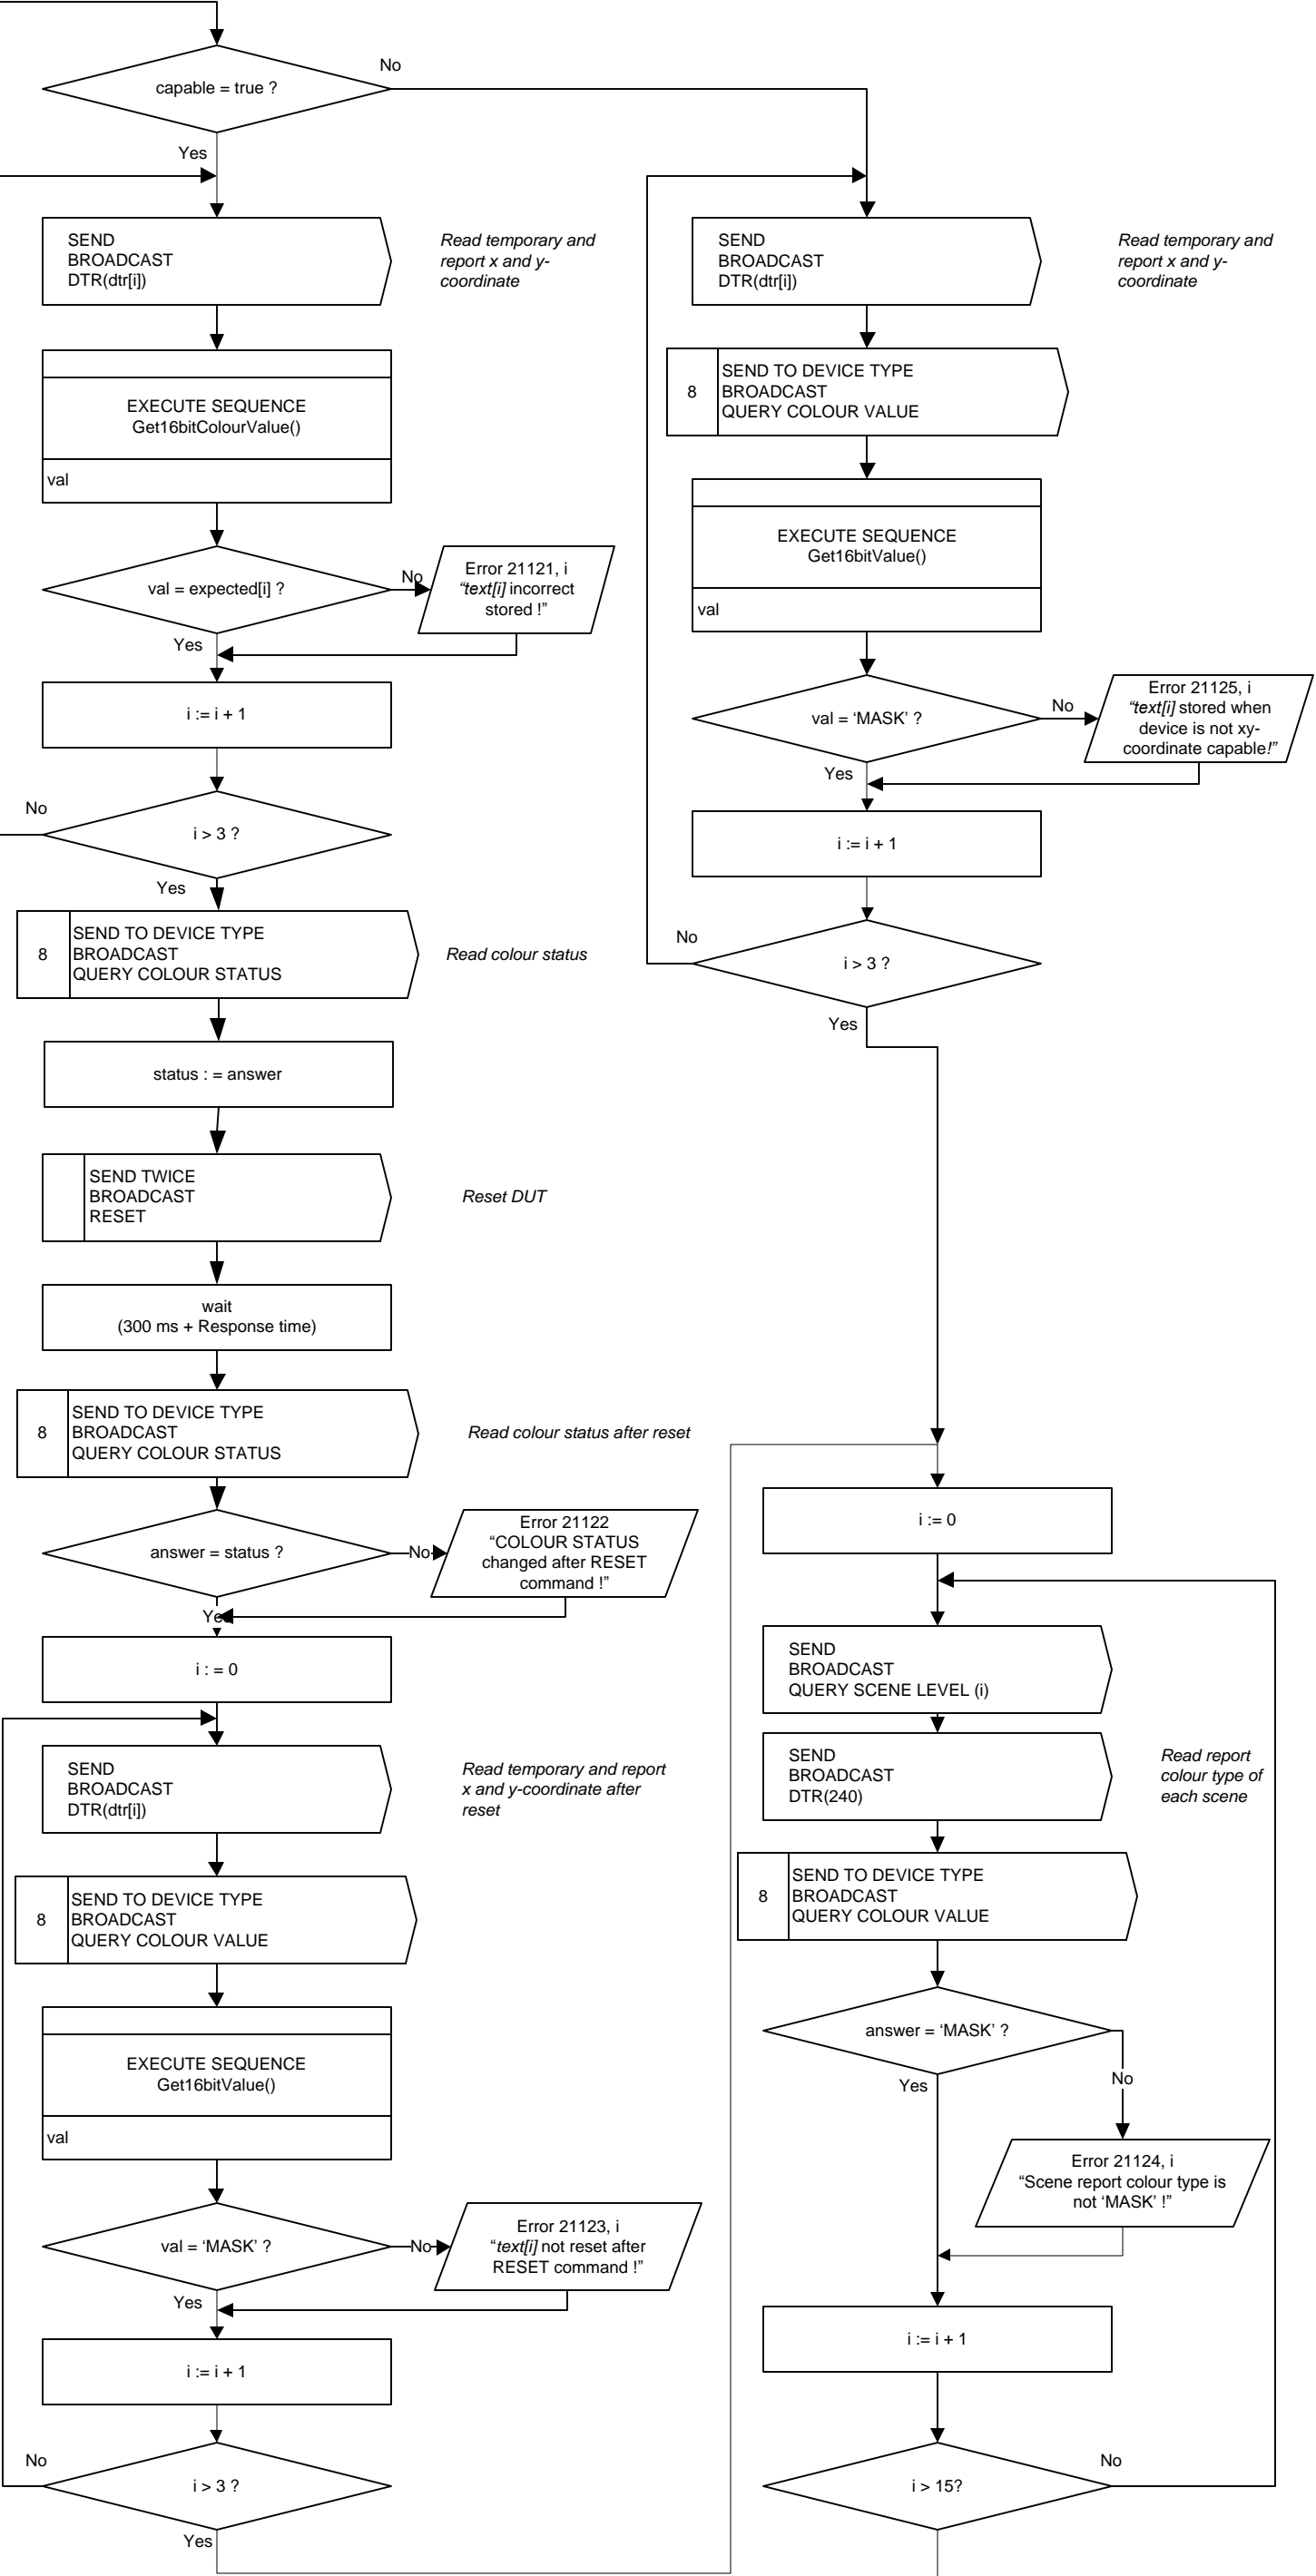 capable = true ?
No
Yes
SEND
BROADCAST
DTR(dtr[i])
Read temporary and
report x and y-
coordinate
EXECUTE SEQUENCE
Get16bitColourValue()
val
val = expected[i] ?
No
Error 21121, i
“text[i] incorrect
stored !”
Yes
i := i + 1
No
i > 3 ?
Yes
8
SEND TO DEVICE TYPE
BROADCAST
QUERY COLOUR STATUS
Read colour status
status : = answer
SEND TWICE
BROADCAST
RESET
Reset DUT
wait
(300 ms + Response time)
8
SEND TO DEVICE TYPE
BROADCAST
QUERY COLOUR STATUS
Read colour status after reset
answer = status ?
No
Error 21122
“COLOUR STATUS
changed after RESET
command !”
Yes
i : = 0
SEND
BROADCAST
DTR(dtr[i])
Read temporary and report
x and y-coordinate after
reset
8
SEND TO DEVICE TYPE
BROADCAST
QUERY COLOUR VALUE
EXECUTE SEQUENCE
Get16bitValue()
val
val = ‘MASK’ ?
No
Error 21123, i
“text[i] not reset after
RESET command !”
Yes
i := i + 1
No
i > 3 ?
Yes
SEND
BROADCAST
DTR(dtr[i])
Read temporary and
report x and y-
coordinate
8
SEND TO DEVICE TYPE
BROADCAST
QUERY COLOUR VALUE
EXECUTE SEQUENCE
Get16bitValue()
val
val = ‘MASK’ ?
No
Error 21125, i
“text[i] stored when
device is not xy-
coordinate capable!”
Yes
i := i + 1
No
i > 3 ?
Yes
i := 0
SEND
BROADCAST
QUERY SCENE LEVEL (i)
SEND
BROADCAST
DTR(240)
Read report
colour type of
each scene
8
SEND TO DEVICE TYPE
BROADCAST
QUERY COLOUR VALUE
answer = ‘MASK’ ?
Yes
No
Error 21124, i
“Scene report colour type is
not ‘MASK’ !”
i := i + 1
No
i > 15?